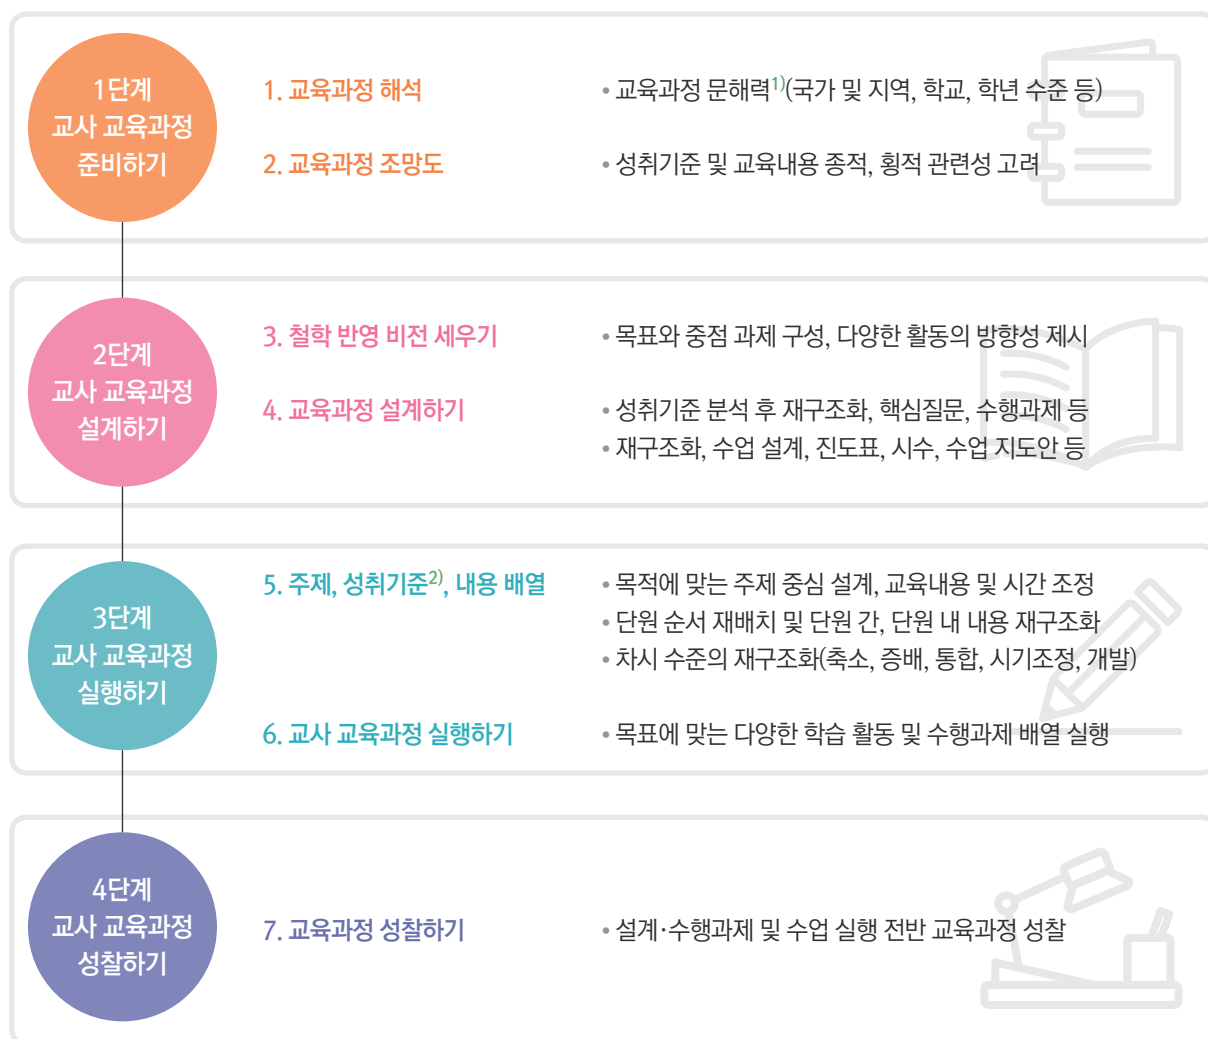 1단계
교사 교육과정
준비하기
1. 교육과정 해석
• 교육과정 문해력1)(국가 및 지역, 학교, 학년 수준 등)
2. 교육과정 조망도
• 성취기준 및 교육내용 종적, 횡적 관련성 고려
2단계
교사 교육과정
설계하기
3. 철학 반영 비전 세우기
• 목표와 중점 과제 구성, 다양한 활동의 방향성 제시
4. 교육과정 설계하기
• 성취기준 분석 후 재구조화, 핵심질문, 수행과제 등
• 재구조화, 수업 설계, 진도표, 시수, 수업 지도안 등
3단계
교사 교육과정
실행하기
5. 주제, 성취기준2), 내용 배열
• 목적에 맞는 주제 중심 설계, 교육내용 및 시간 조정
• 단원 순서 재배치 및 단원 간, 단원 내 내용 재구조화
• 차시 수준의 재구조화(축소, 증배, 통합, 시기조정, 개발)
6. 교사 교육과정 실행하기
• 목표에 맞는 다양한 학습 활동 및 수행과제 배열 실행
4단계
교사 교육과정
성찰하기
7. 교육과정 성찰하기
• 설계·수행과제 및 수업 실행 전반 교육과정 성찰